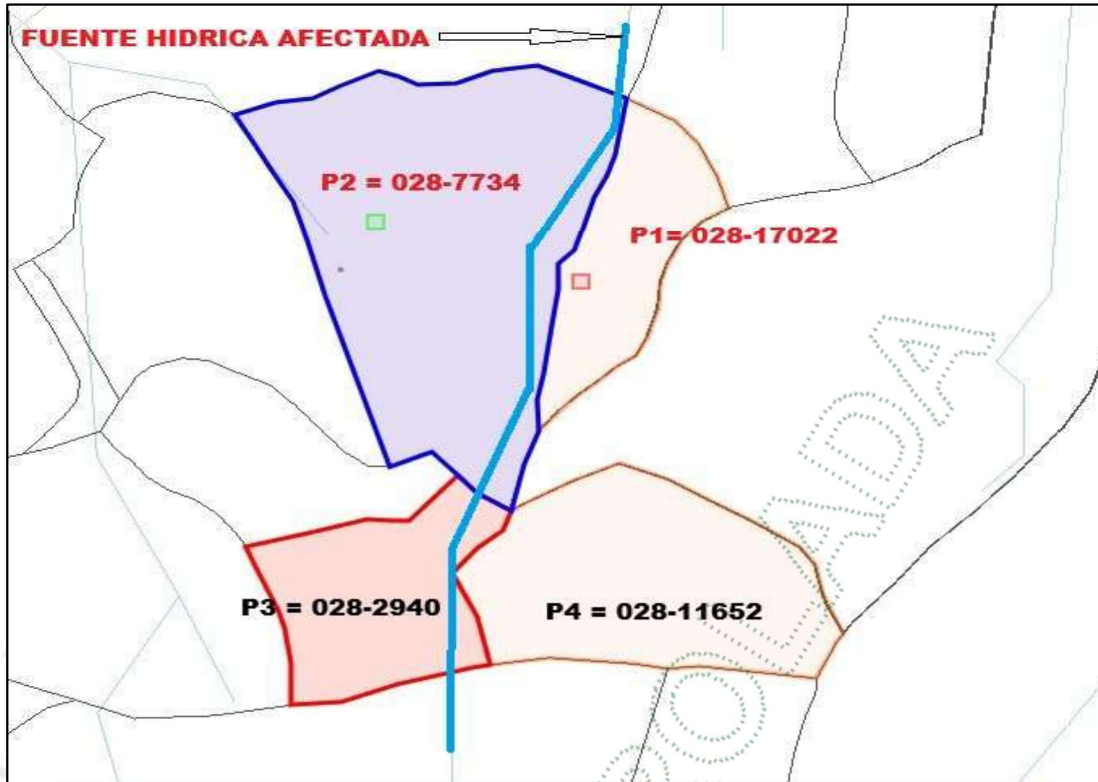 FUENTE HIDRICA AFECTADA
P2 = 028-7734
P1= 028-17022
P3 = 028-2940
P4 = 028-11652